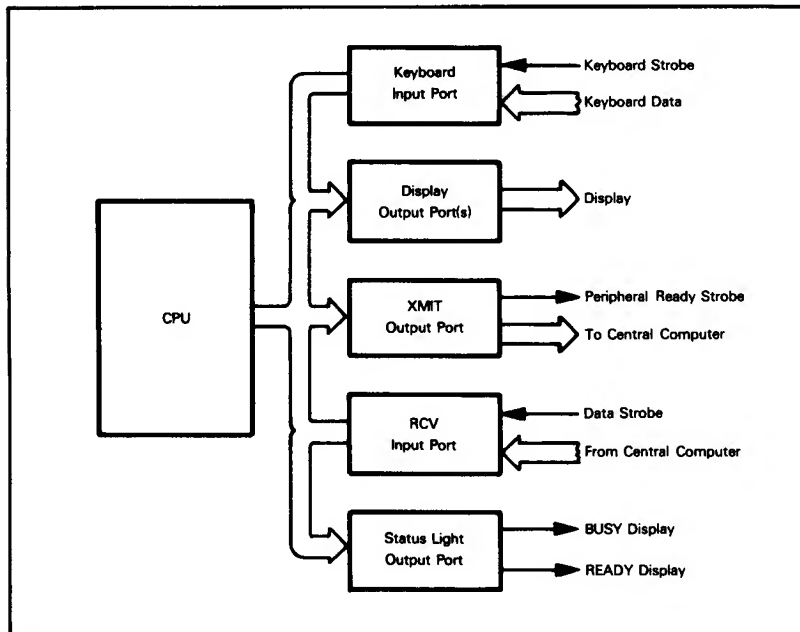 Keyboard
Input Port
Keyboard Strobe
Keyboard Data
Display
Output Port(s)
Display
CPU
XMIT
Output Port
Peripheral Ready Strobe
To Central Computer
RCV
Input Port
Data Strobe
From Central Computer
Status Light
Output Port
BUSY Display
READY Display